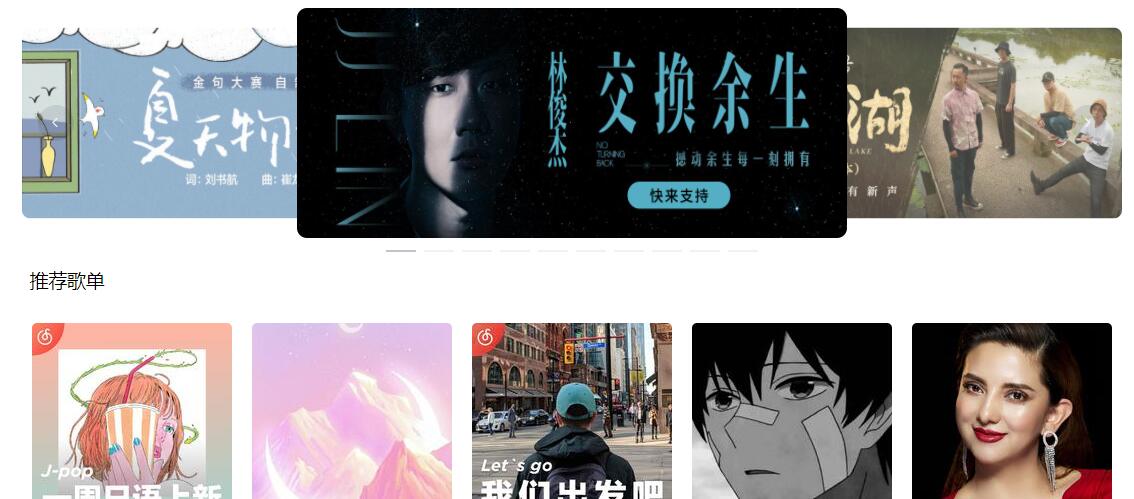 金句大赛 自
夏天物
词: 刘书航 曲: 崔
JJ LIN
林俊杰
交换余生
NO
TURNING
BACK
撼动余生每一刻拥有
快来支持
湖
LAKE
有新声
推荐歌单
J-pop
一周日语上新
Let`s go
我们出发吧